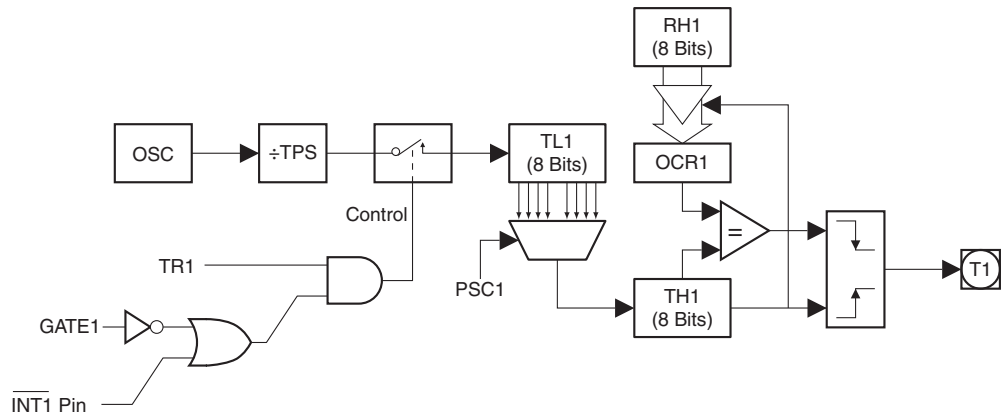 RH1
(8 Bits)
OSC
÷TPS
TL1
(8 Bits)
OCR1
Control
=
TR1
PSC1
T1
TH1
(8 Bits)
GATE1
INT1 Pin